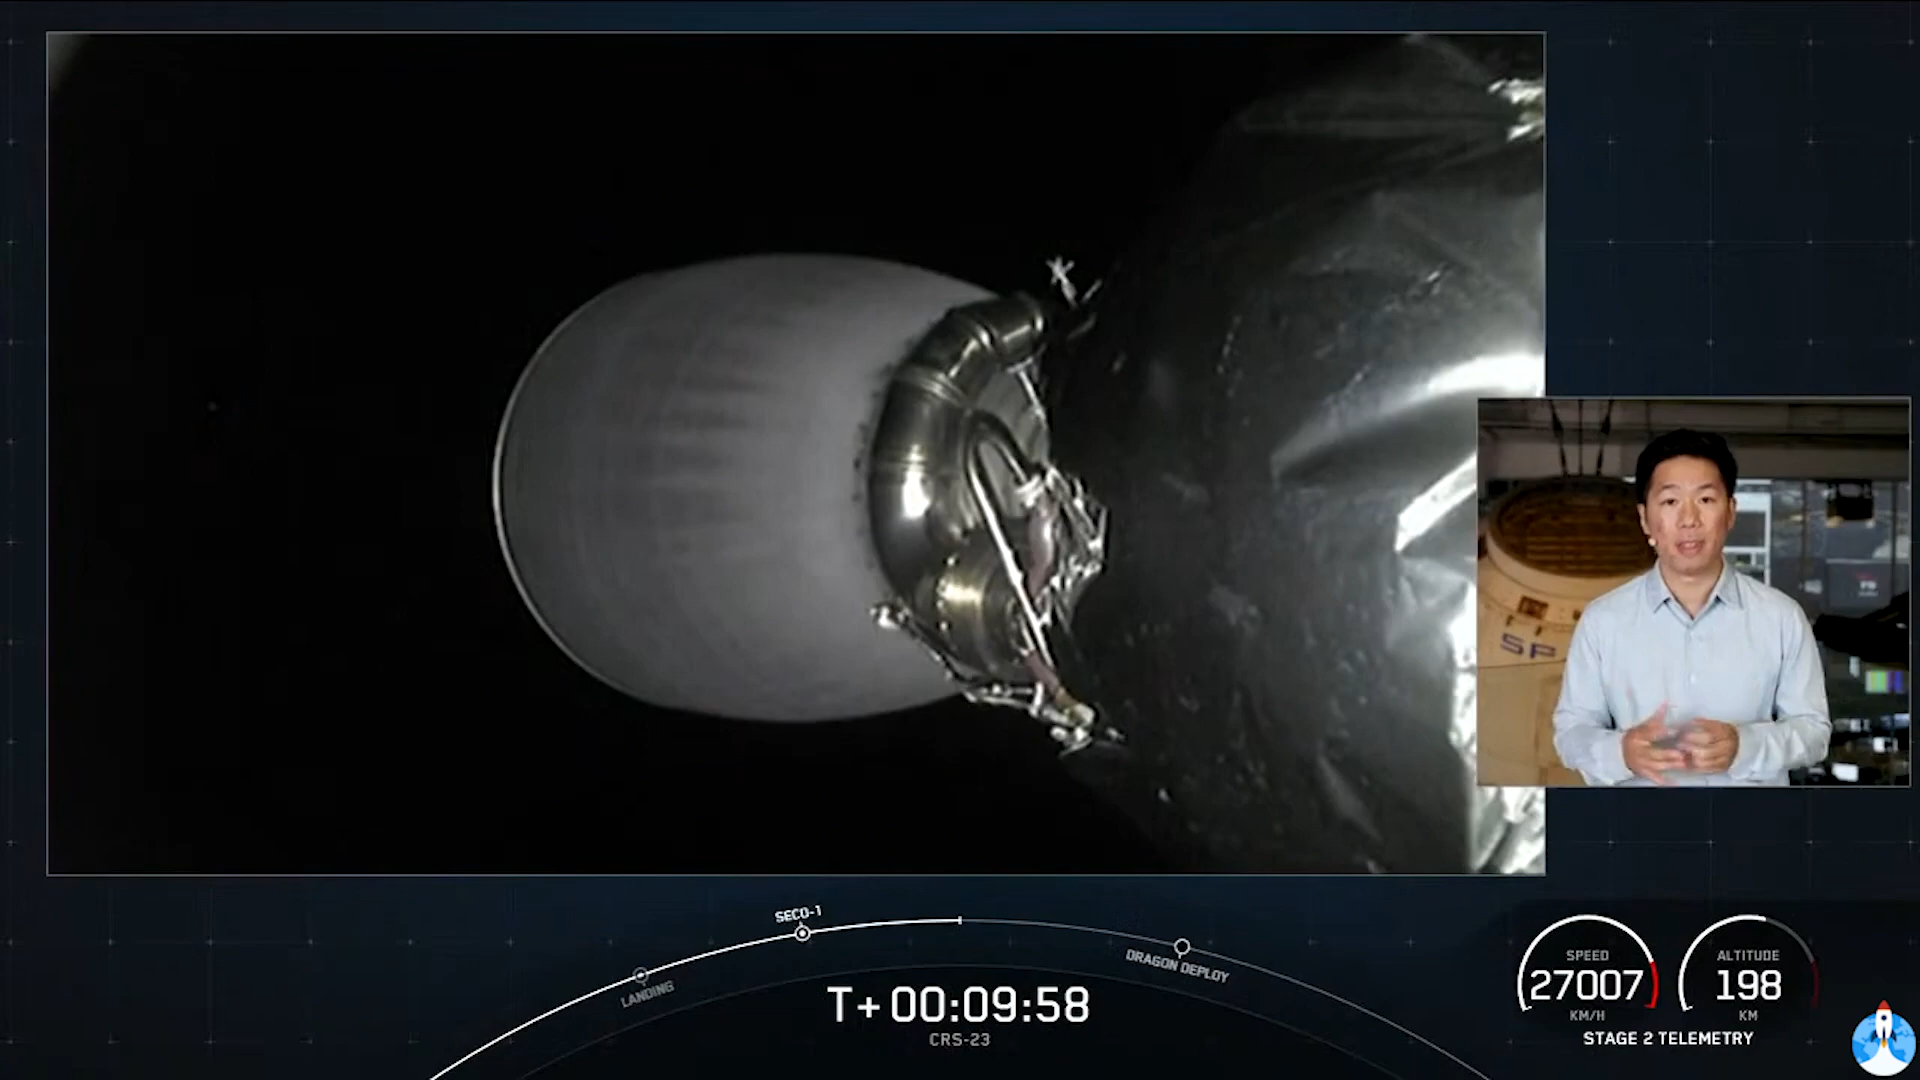 SP
SECO-1
LANDING
DRAGON DEPLOY
T+ 00:09:58
CRS-23
SPEED
27007
KM/H
ALTITUDE
198
KM
STAGE 2 TELEMETRY